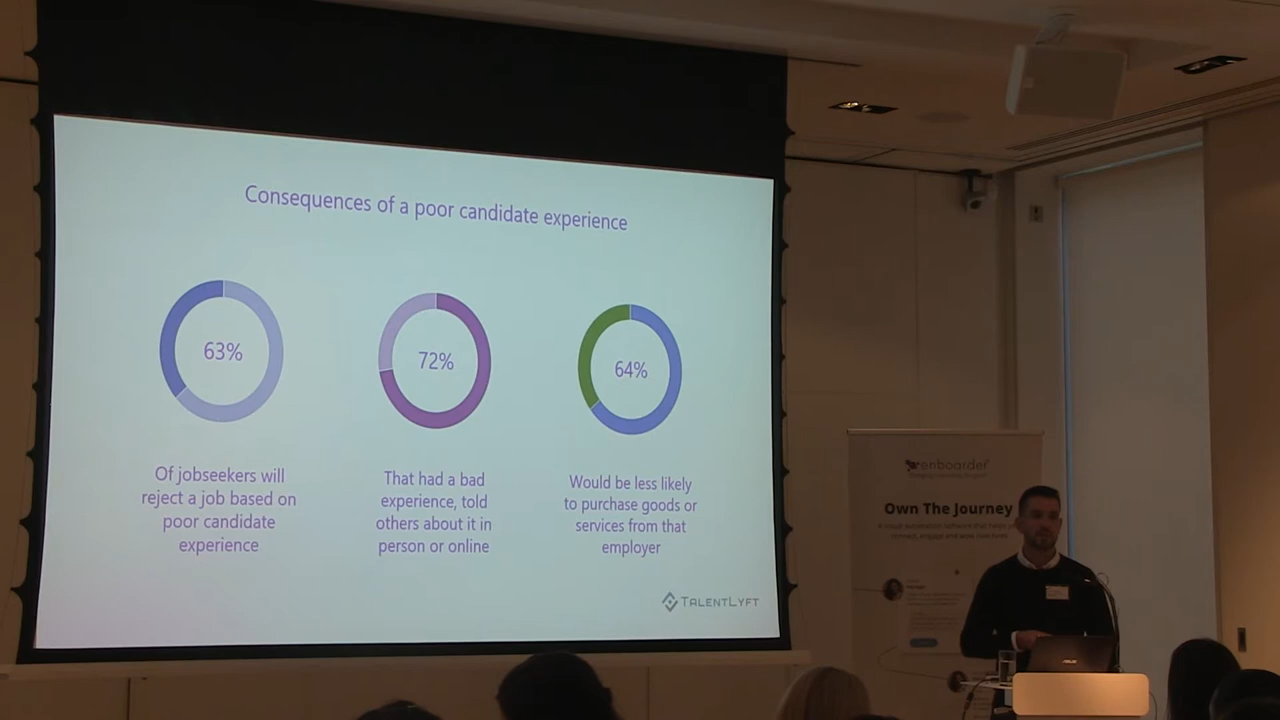 Consequences of a poor candidate experience
63%
72%
64%
Of jobseekers will
reject a job based on
poor candidate
experience
That had a bad
experience, told
others about it in
person or online
Would be less likely
to purchase goods or
services from that
employer
TALENTLYFT
enboarder
Own The Journey
ASUS